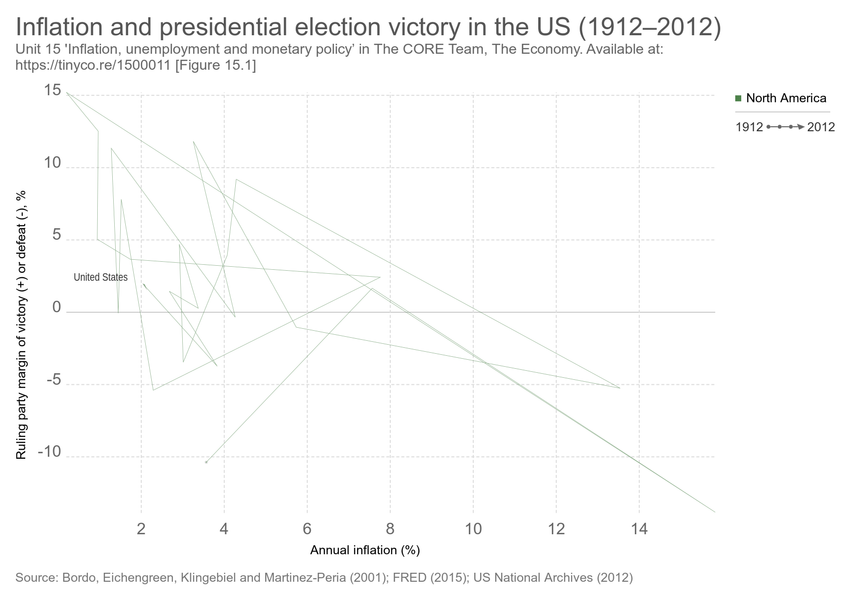 Inflation and presidential election victory in the US (1912–2012)
Unit 15 'Inflation, unemployment and monetary policy' in The CORE Team, The Economy. Available at:
https://tinyco.re/1500011 [Figure 15.1]
North America
1912 2012
15
10
5
0
-5
-10
Ruling party margin of victory (+) or defeat (-), %
United States
2 4 6 8 10 12 14
Annual inflation (%)
Source: Bordo, Eichengreen, Klingebiel and Martinez-Peria (2001); FRED (2015); US National Archives (2012)